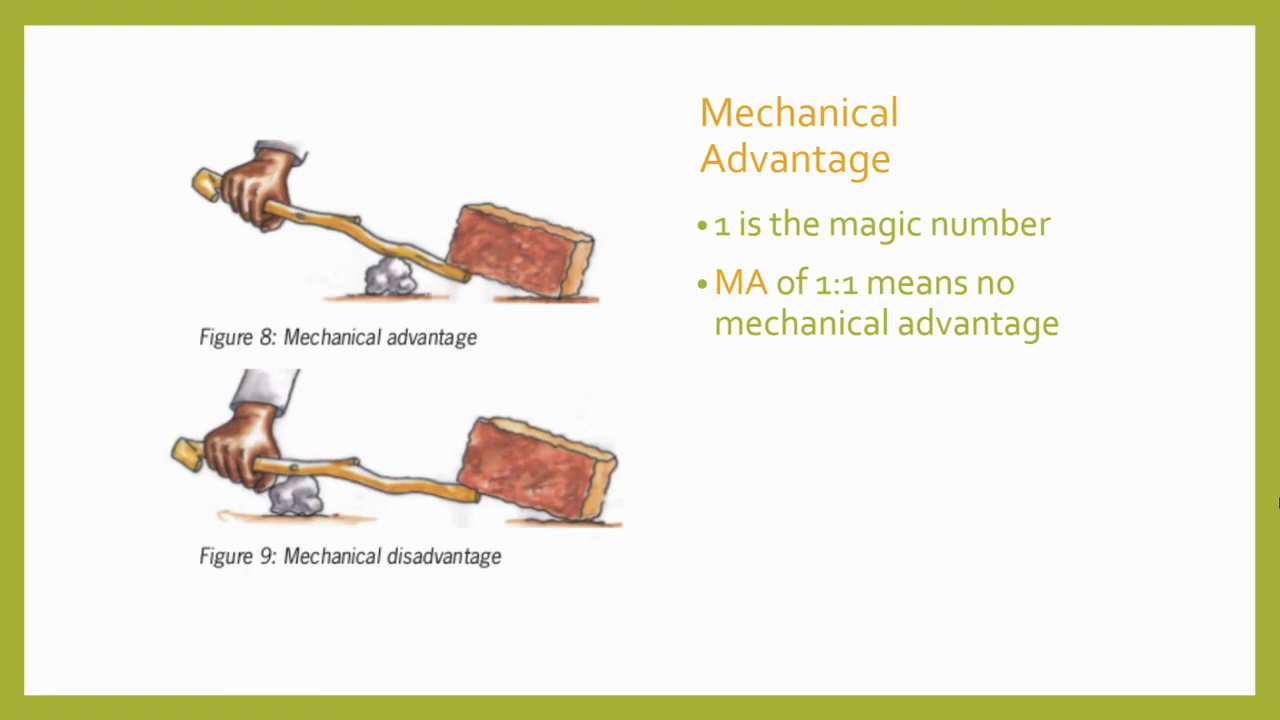 Mechanical
Advantage
• 1 is the magic number
• MA of 1:1 means no
mechanical advantage
Figure 8: Mechanical advantage
Figure 9: Mechanical disadvantage